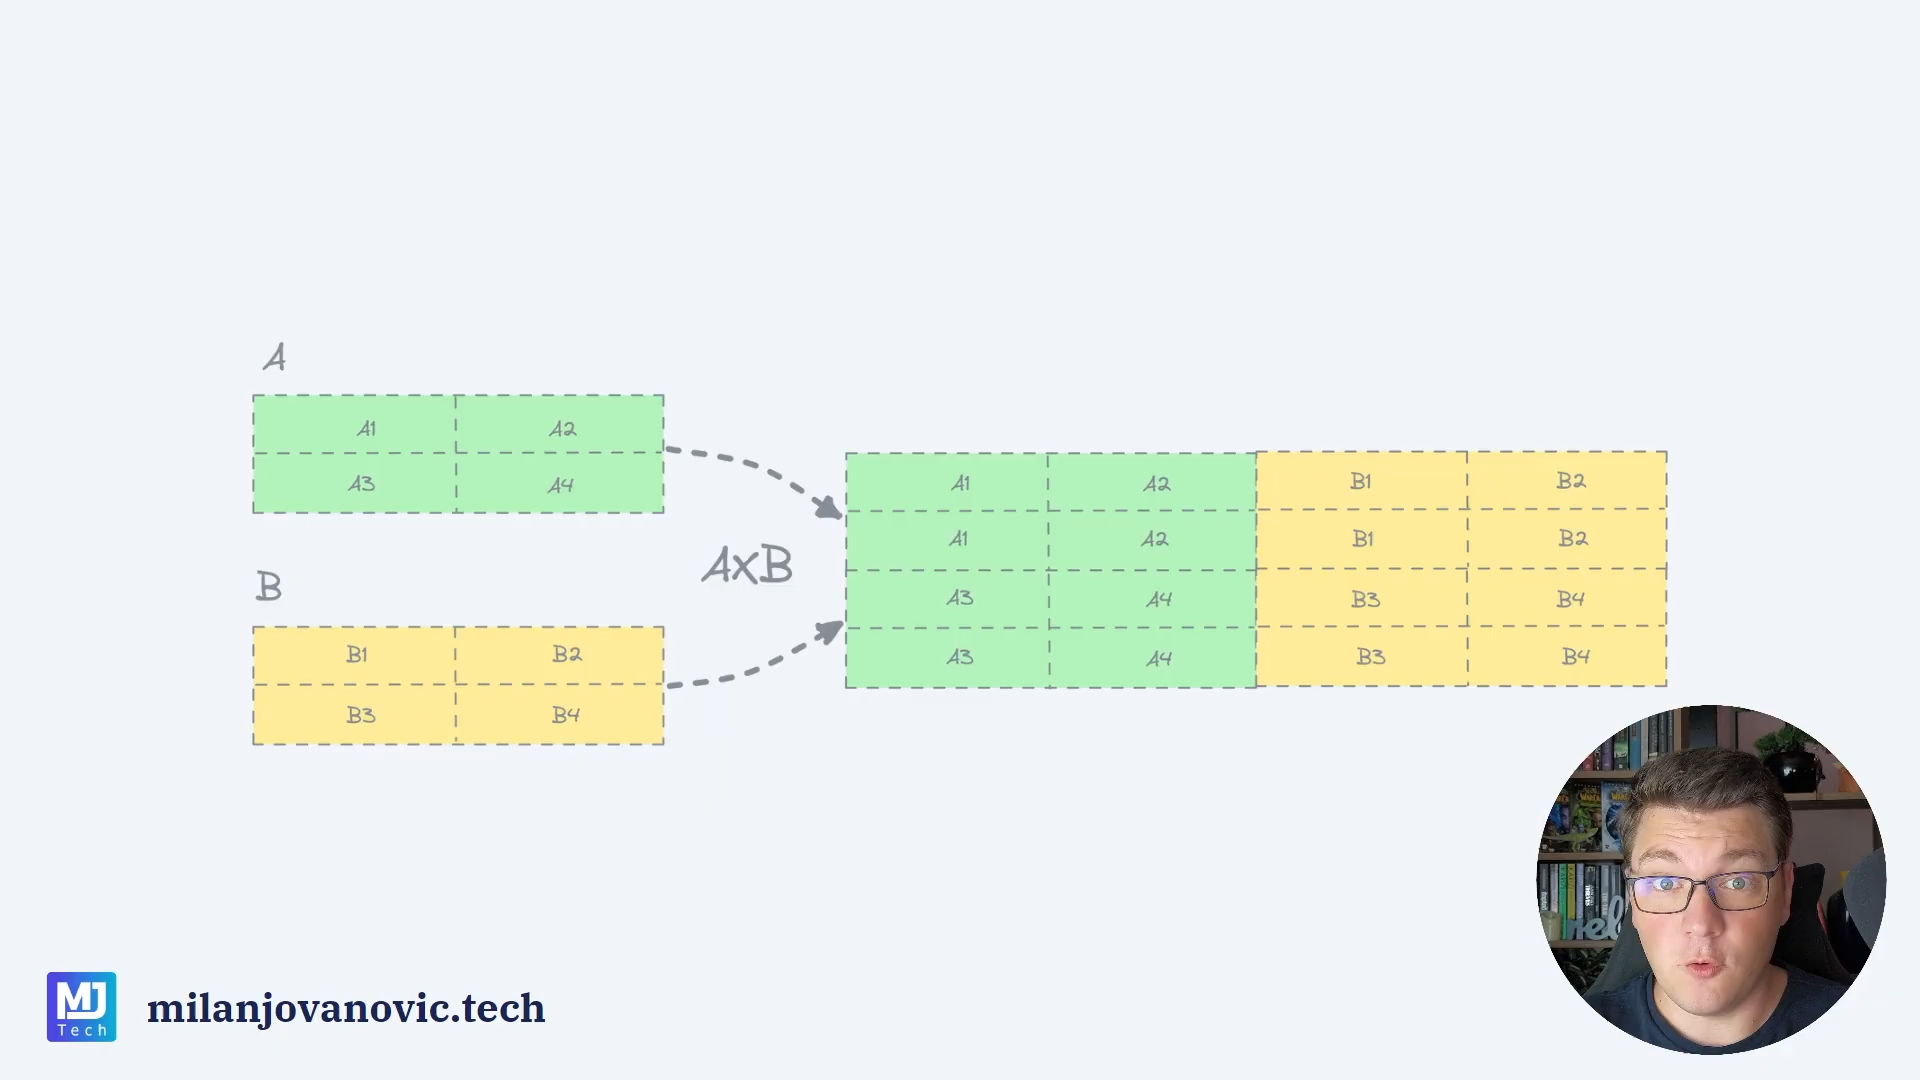 A
A1 A2
A3 A4
B
B1 B2
B3 B4
AxB
A1 A2 B1 B2
A1 A2 B1 B2
A3 A4 B3 B4
A3 A4 B3 B4
MJ
Tech
milanjovanovic.tech